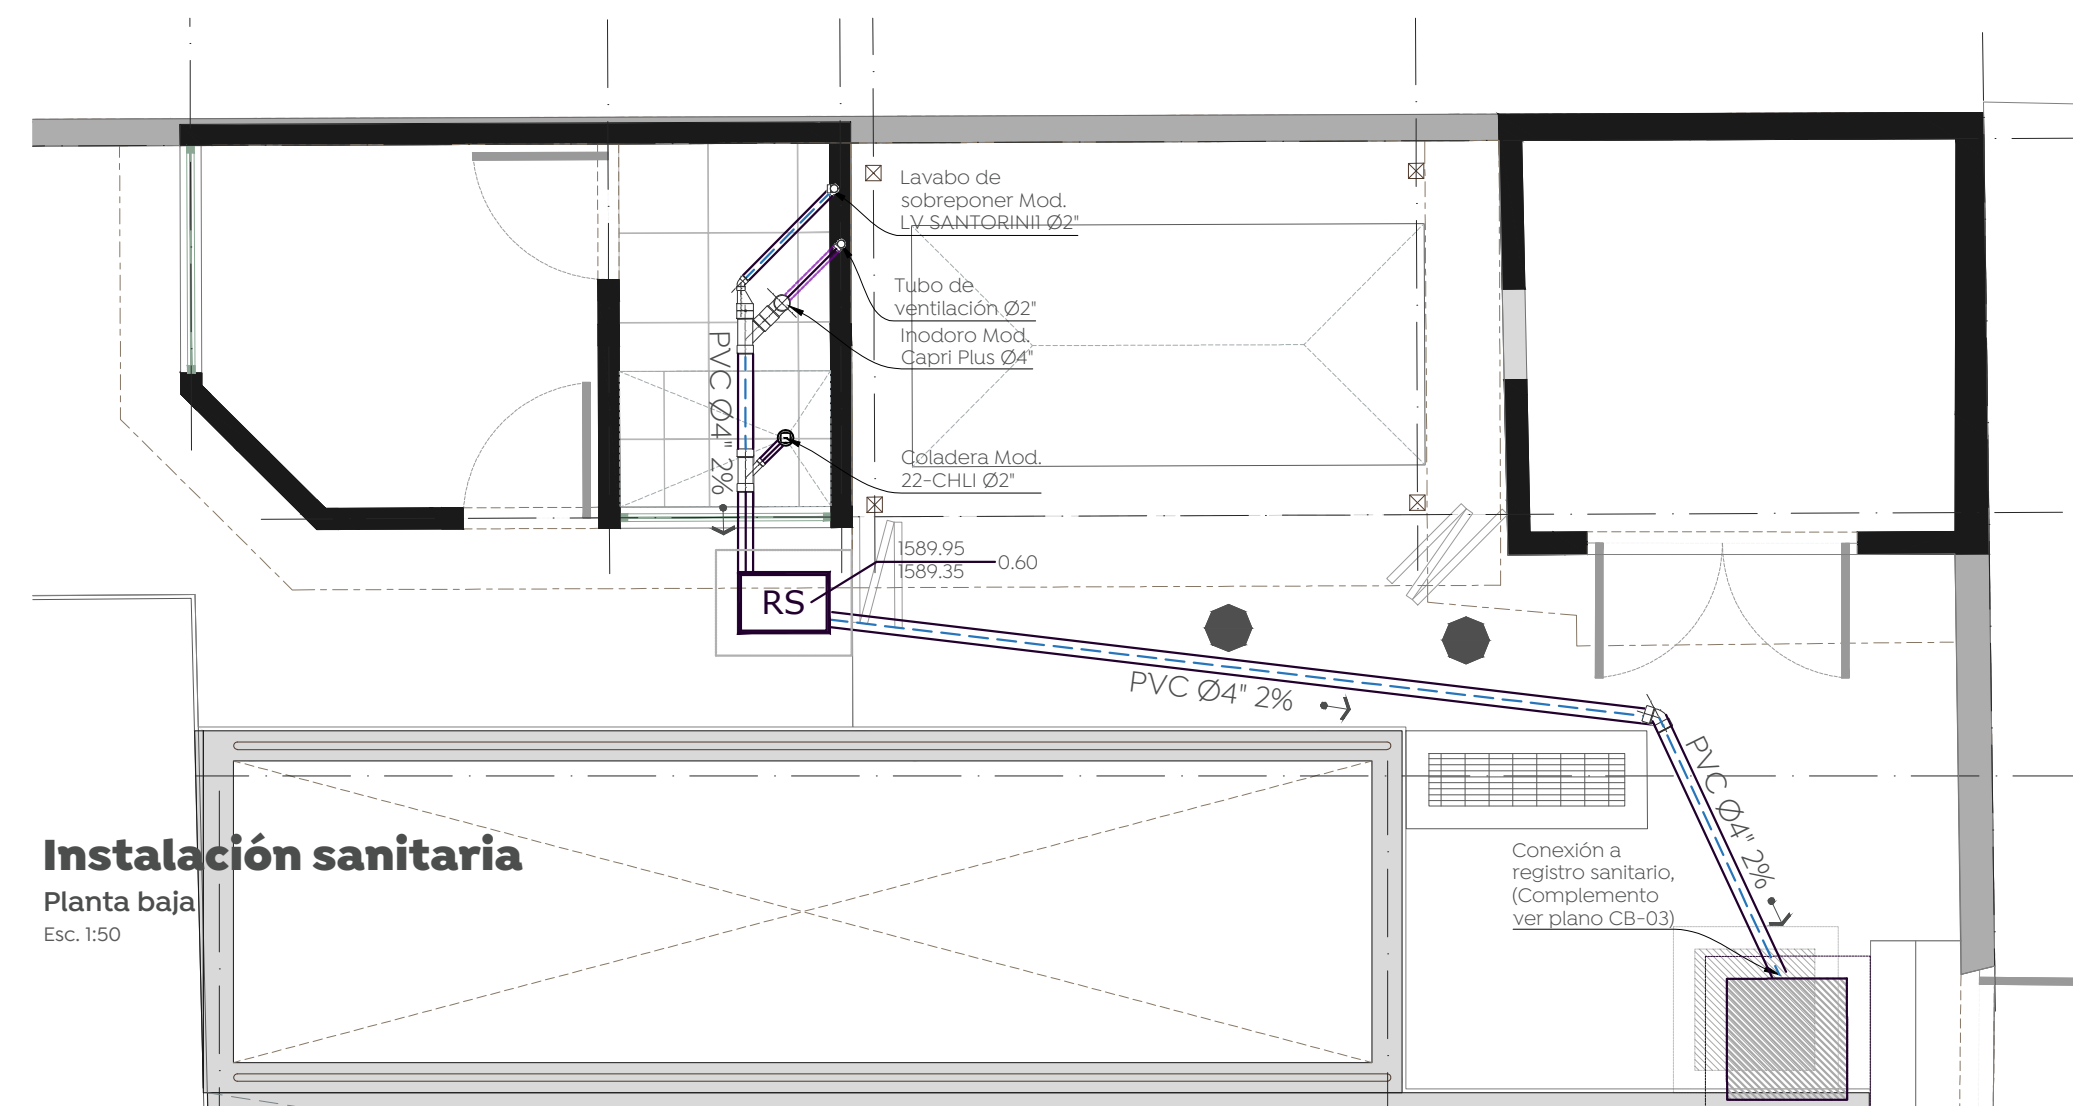 Lavabo de
sobreponer Mod.
LV SANTORINI1 Ø2"
Tubo de
ventilación Ø2"
Inodoro Mod.
Capri Plus Ø4"
PVC Ø4" 2%
Coladera Mod.
22-CHLI Ø2"
1589.95
1589.35
0.60
RS
PVC Ø4" 2%
PVC Ø4" 2%
Instalación sanitaria
Planta baja
Esc. 1:50
Conexión a
registro sanitario,
(Complemento
ver plano CB-03)